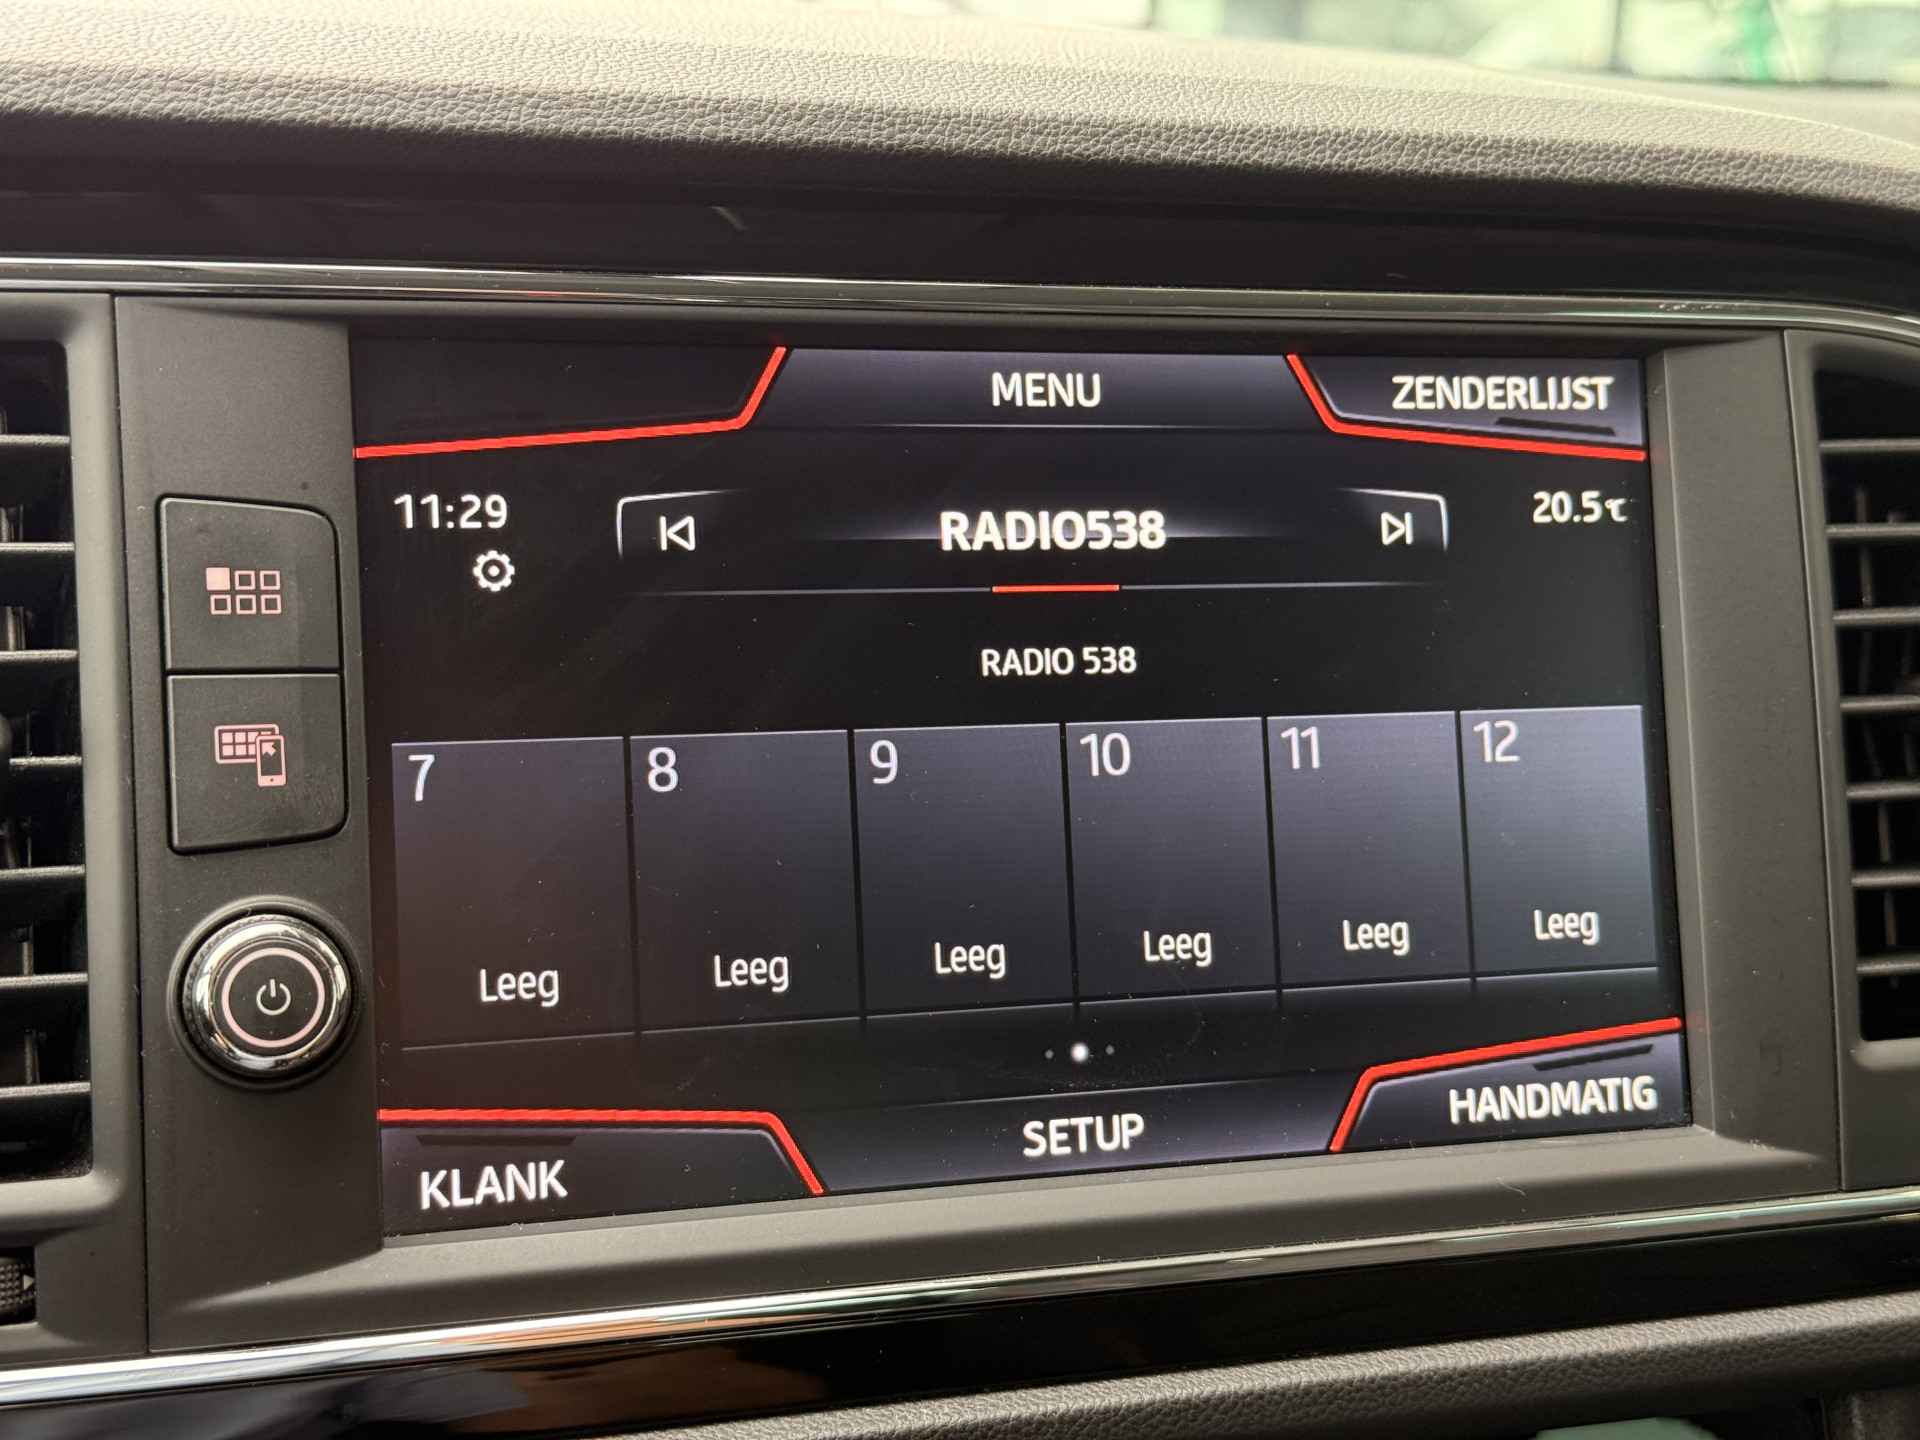 MENU
ZENDERLIJST
11:29
RADIO538
20.5°C
RADIO 538
7
8
9
10
11
12
Leeg
Leeg
Leeg
Leeg
Leeg
Leeg
KLANK
SETUP
HANDMATIG